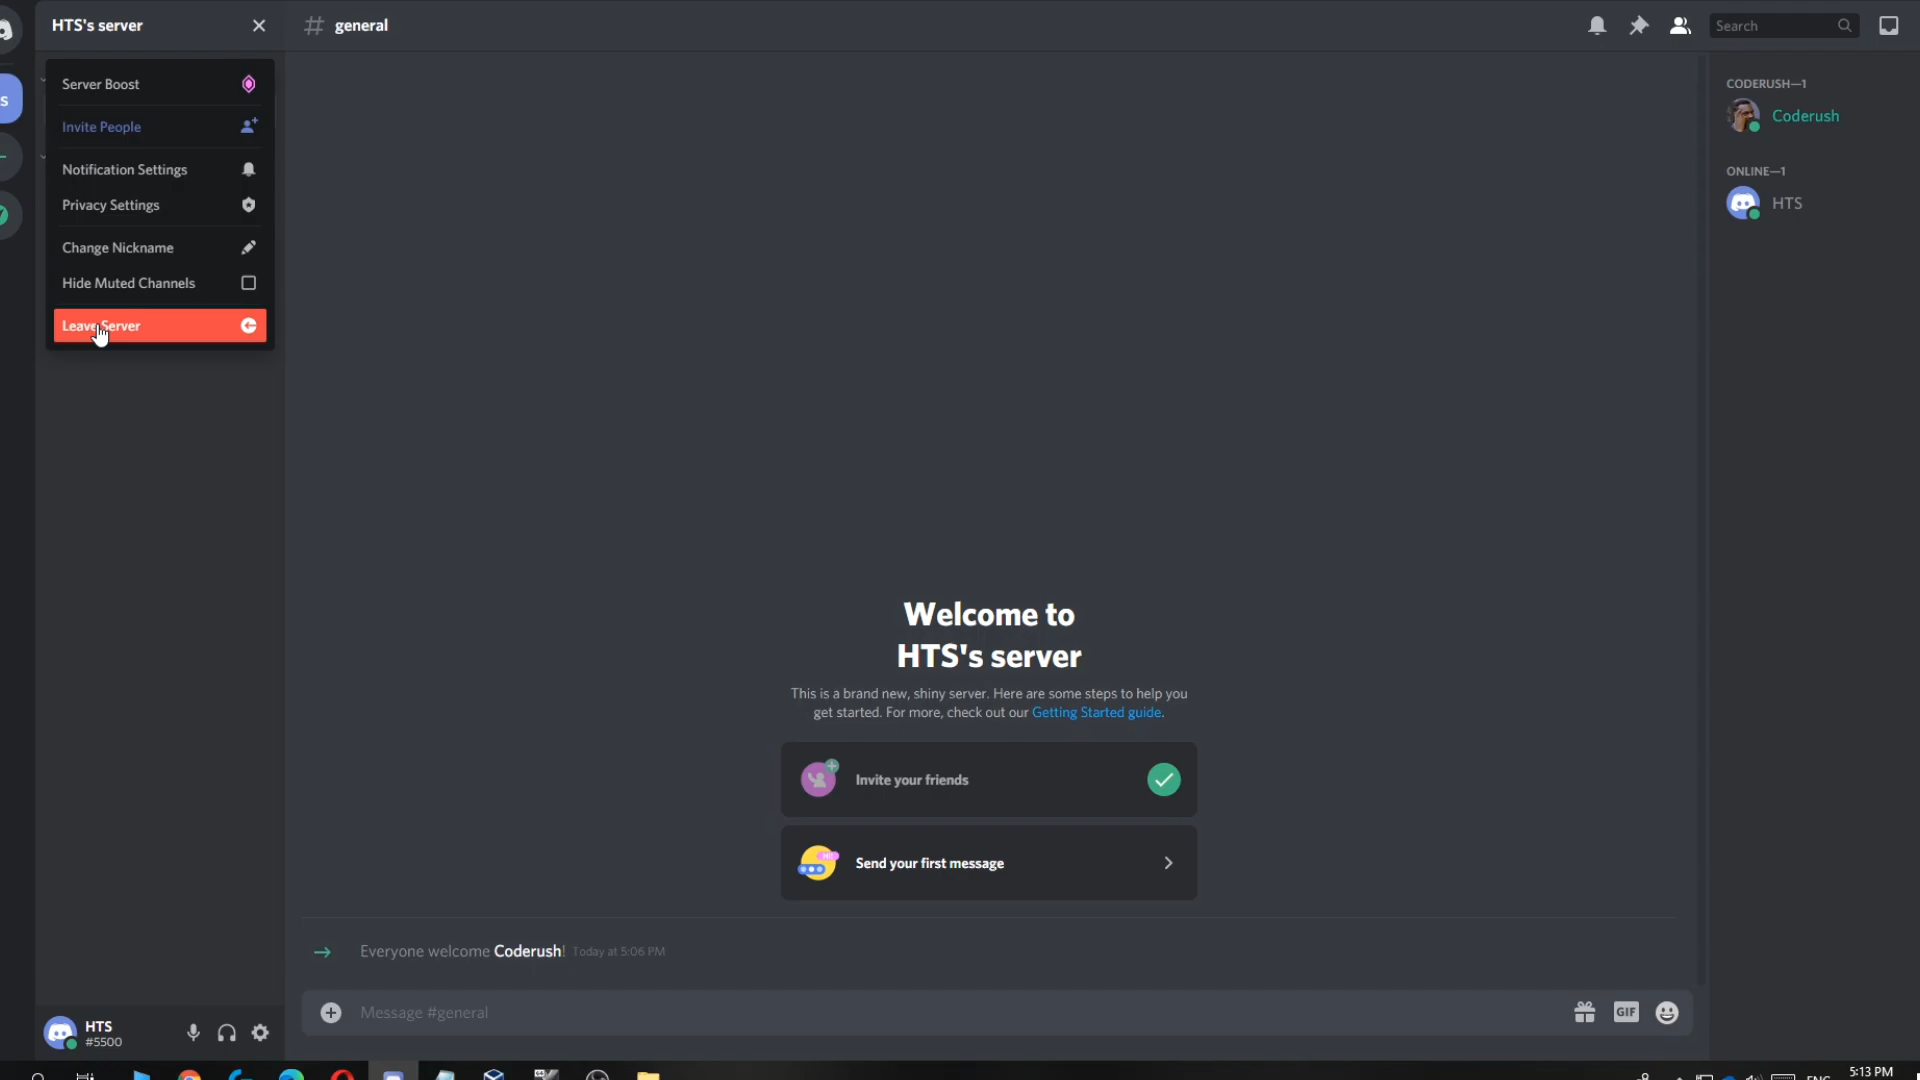 HTS's server
general
Search
Server Boost
Invite People
Notification Settings
Privacy Settings
Change Nickname
Hide Muted Channels
Leave Server
S
CODERUSH—1
Coderush
ONLINE—1
HTS
Welcome to
HTS's server
This is a brand new, shiny server. Here are some steps to help you
get started. For more, check out our Getting Started guide.
Invite your friends
Send your first message
Everyone welcome Coderush! Today at 5:06 PM
Message #general
GIF
HTS
#5500
ENG
5:13 PM